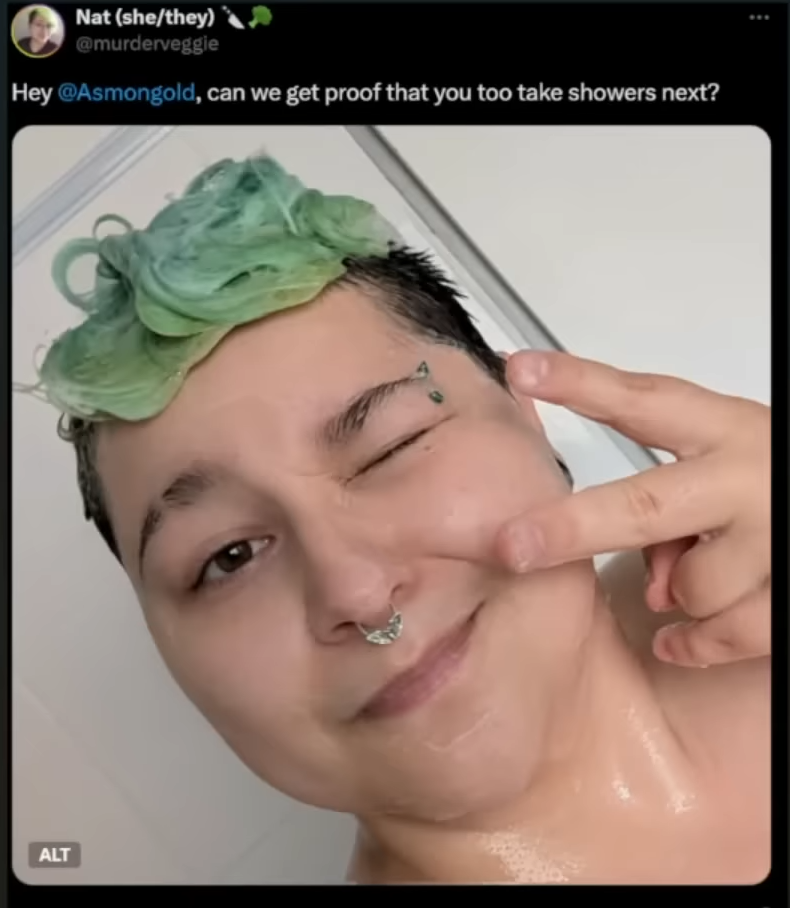 Nat (she/they) 🔪🥦
@murderveggie
Hey @Asmongold, can we get proof that you too take showers next?
ALT